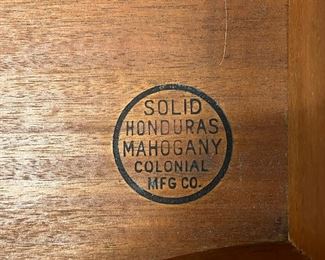 SOLID
HONDURAS
MAHOGANY
COLONIAL
MFG CO.